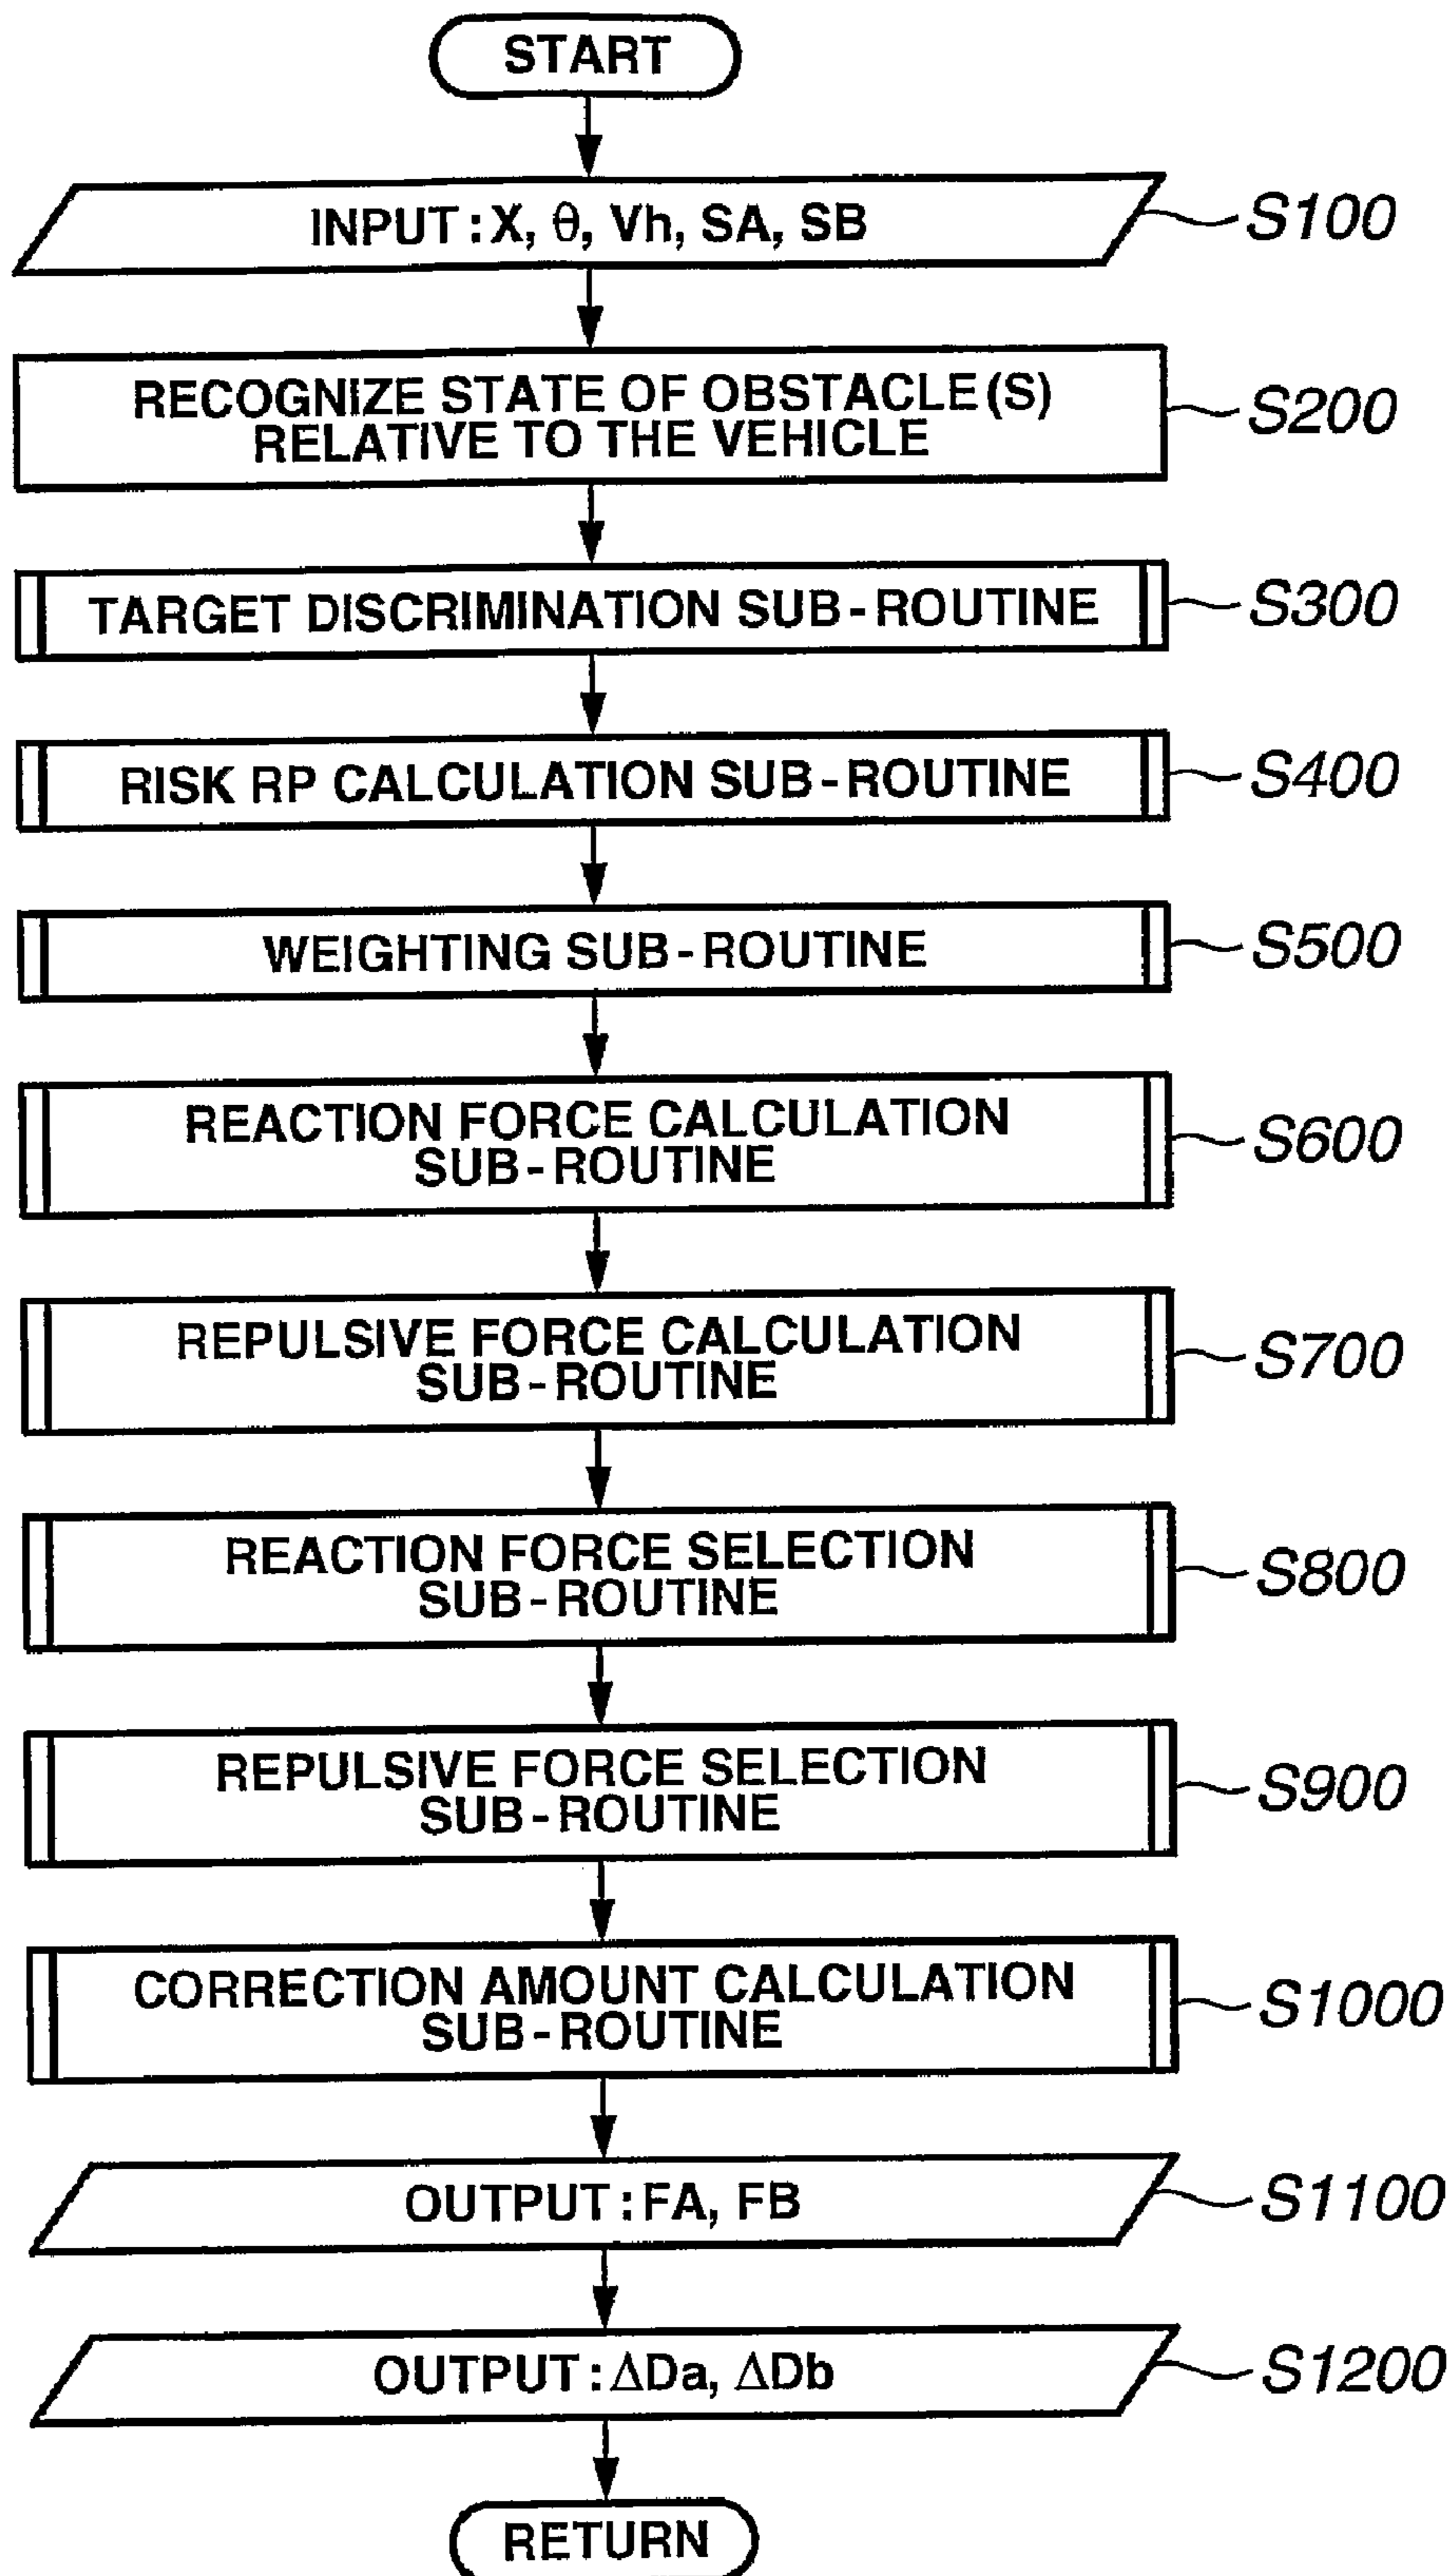 START
INPUT : X, θ, Vh, SA, SB
S100
RECOGNIZE STATE OF OBSTACLE(S)
RELATIVE TO THE VEHICLE
S200
TARGET DISCRIMINATION SUB-ROUTINE
S300
RISK RP CALCULATION SUB-ROUTINE
S400
WEIGHTING SUB-ROUTINE
S500
REACTION FORCE CALCULATION
SUB-ROUTINE
S600
REPULSIVE FORCE CALCULATION
SUB-ROUTINE
S700
REACTION FORCE SELECTION
SUB-ROUTINE
S800
REPULSIVE FORCE SELECTION
SUB-ROUTINE
S900
CORRECTION AMOUNT CALCULATION
SUB-ROUTINE
S1000
OUTPUT : FA, FB
S1100
OUTPUT : ΔDa, ΔDb
S1200
RETURN